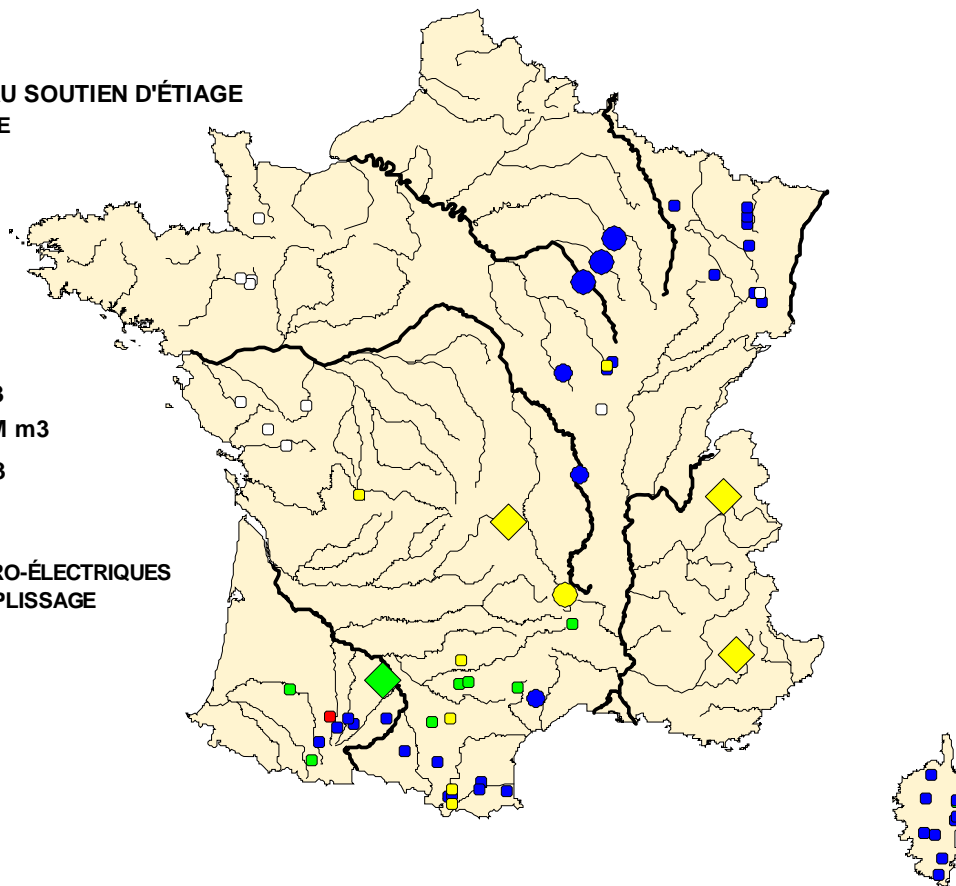 U SOUTIEN D'ÉTIAGE
E
3
M m3
3
RO-ÉLECTRIQUES
PLISSAGE